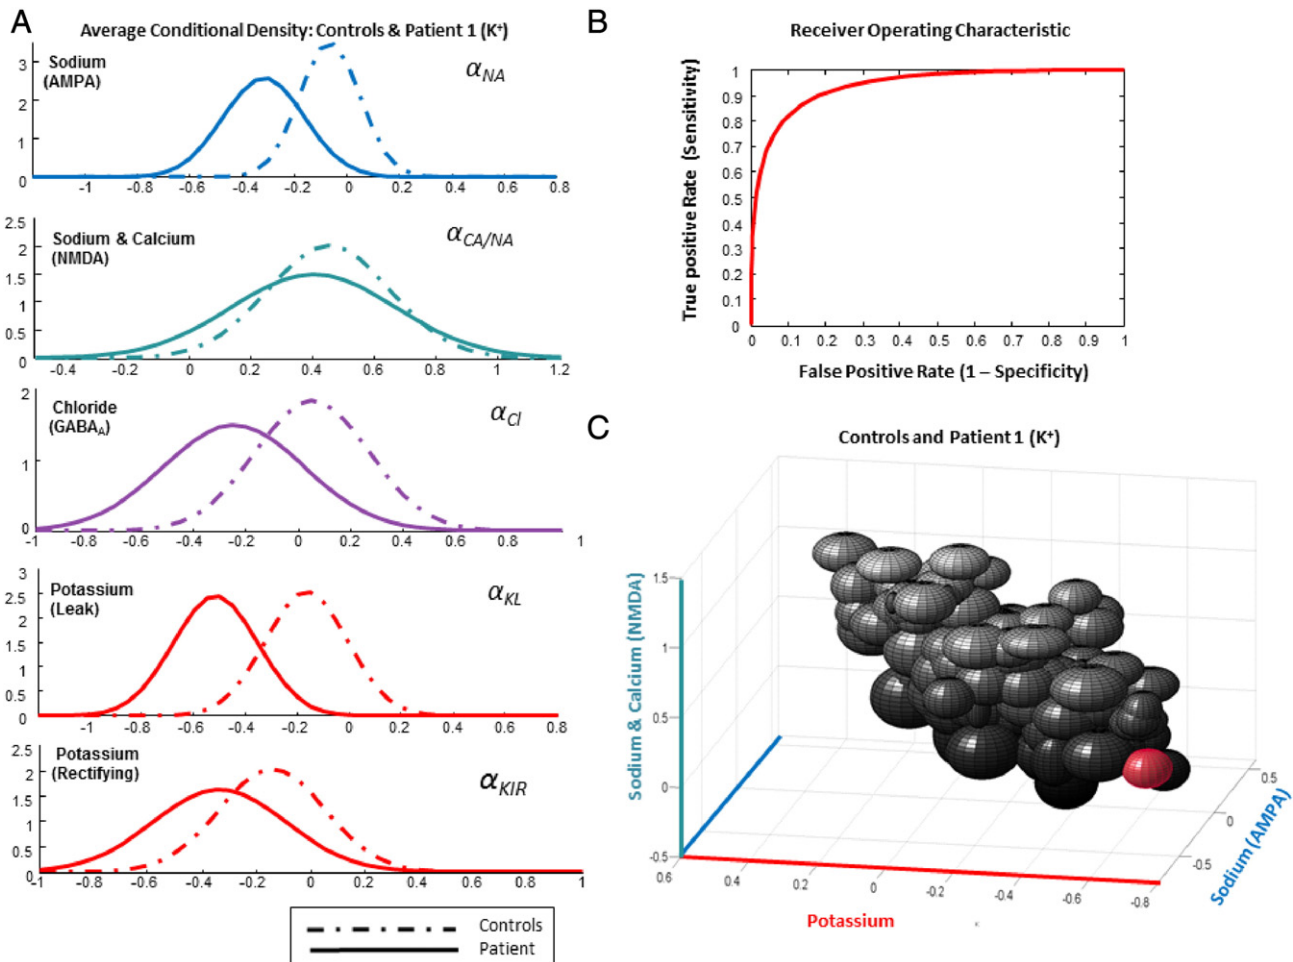 A
Average Conditional Density: Controls & Patient 1 (K⁺)
Sodium
(AMPA)
α_NA
3
2
1
0
-1 -0.8 -0.6 -0.4 -0.2 0 0.2 0.4 0.6 0.8
Sodium & Calcium
(NMDA)
α_CA/NA
2.5
2
1.5
1
0.5
0
-0.4 -0.2 0 0.2 0.4 0.6 0.8 1 1.2
Chloride
(GABA_A)
α_Cl
2
1
0
-1 -0.8 -0.6 -0.4 -0.2 0 0.2 0.4 0.6 0.8 1
Potassium
(Leak)
α_KL
3
2.5
2
1.5
1
0.5
0
-1 -0.8 -0.6 -0.4 -0.2 0 0.2 0.4 0.6 0.8
Potassium
(Rectifying)
α_KIR
2.5
2
1.5
1
0.5
0
-1 -0.8 -0.6 -0.4 -0.2 0 0.2 0.4 0.6 0.8 1
Controls
Patient
B
Receiver Operating Characteristic
True positive Rate (Sensitivity)
1
0.9
0.8
0.7
0.6
0.5
0.4
0.3
0.2
0.1
0
0 0.1 0.2 0.3 0.4 0.5 0.6 0.7 0.8 0.9 1
False Positive Rate (1 – Specificity)
C
Controls and Patient 1 (K⁺)
Sodium & Calcium (NMDA)
1.5
1
0.5
0
-0.5
0.6 0.4 0.2 0 -0.2 -0.4 -0.6 -0.8
Potassium
0.5
0
-0.5
Sodium (AMPA)